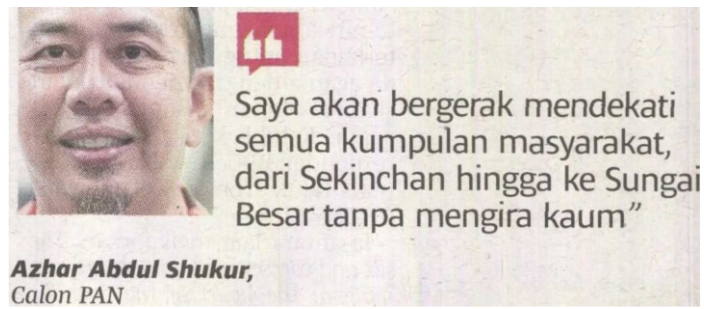 Saya akan bergerak mendekati
semua kumpulan masyarakat,
dari Sekinchan hingga ke Sungai
Besar tanpa mengira kaum”
Azhar Abdul Shukur,
Calon PAN